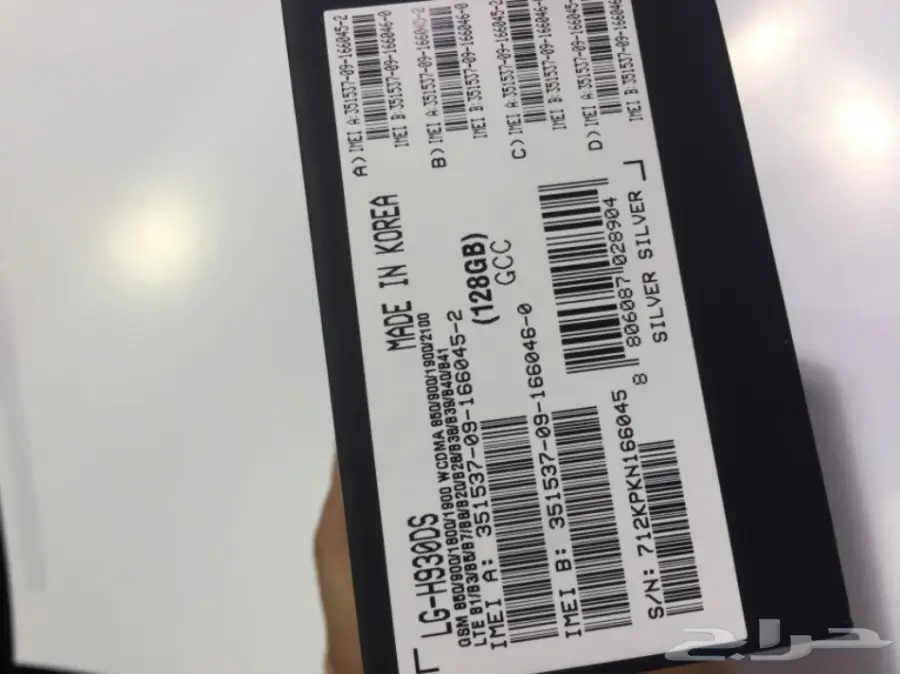 LG-H930DS
MADE IN KOREA
GSM 850/900/1800/1900 WCDMA 850/900/1900/2100
LTE B1/B3/B5/B7/B8/B20/B28/B38/B39/B40/B41
IMEI A: 351537-09-166045-2
(128GB)
GCC
IMEI B: 351537-09-166046-0
S/N: 712KPKN166045
8 806087 028904
SILVER SILVER
A) IMEI A:351537-09-166045-2
IMEI B:351537-09-166046-0
B) IMEI A:351537-09-166045-2
IMEI B:351537-09-166046-0
C) IMEI A:351537-09-166045-2
IMEI B:351537-09-166046
D) IMEI A:351537-09-166045
IMEI B:351537-09-166046
حراج